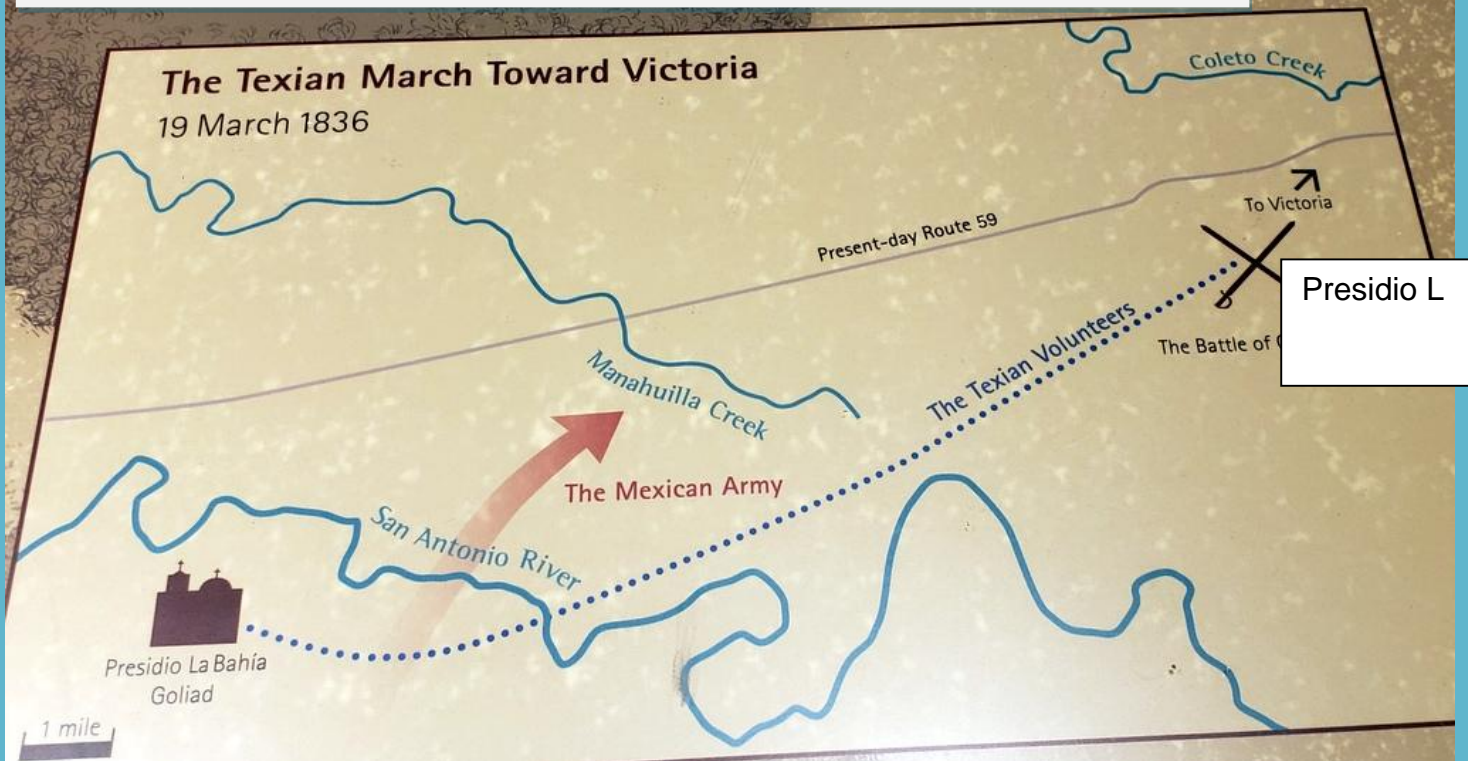 The Texian March Toward Victoria
19 March 1836
Coleto Creek
To Victoria
Present-day Route 59
Presidio L
The Battle of
The Texian Volunteers
Manahuilla Creek
The Mexican Army
San Antonio River
Presidio La Bahía
Goliad
1 mile